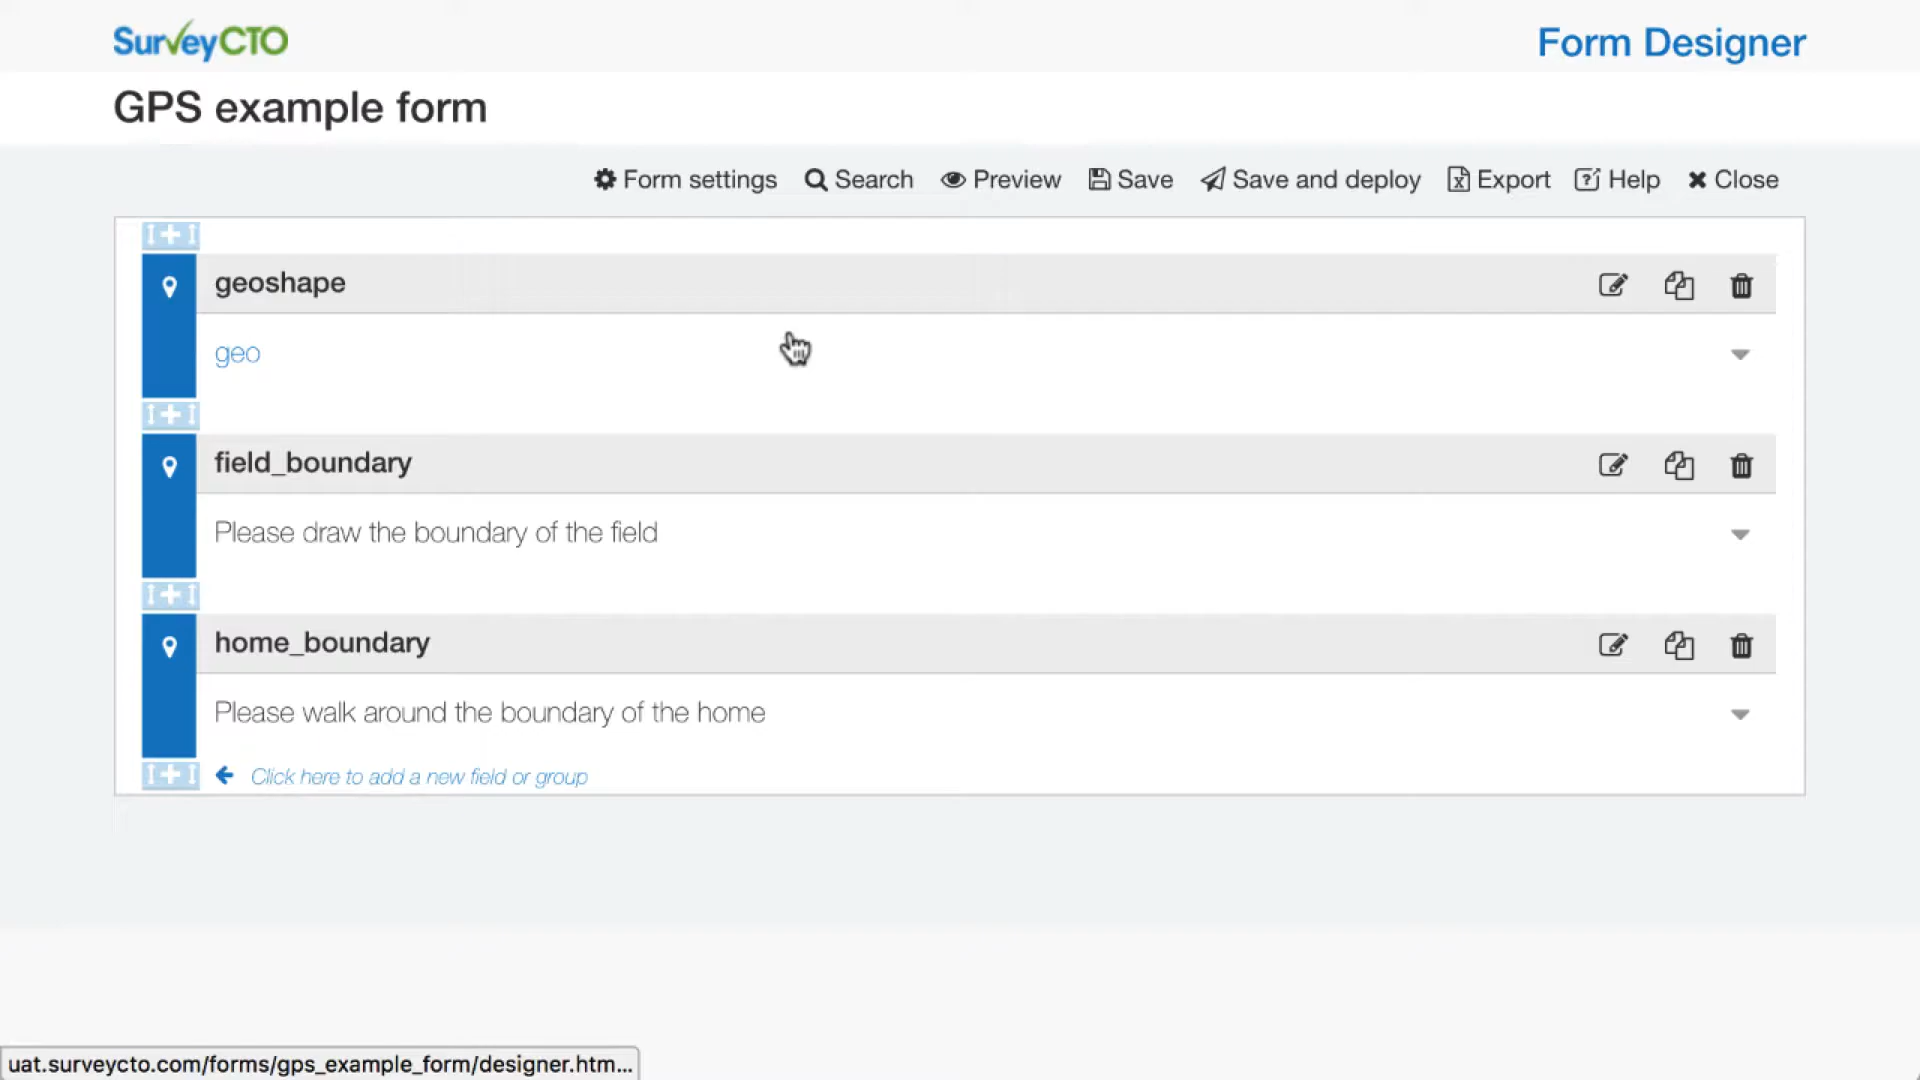 SurveyCTO
Form Designer
GPS example form
Form settings Search Preview Save Save and deploy Export Help Close
geoshape
geo
field_boundary
Please draw the boundary of the field
home_boundary
Please walk around the boundary of the home
Click here to add a new field or group
uat.surveycto.com/forms/gps_example_form/designer.htm...